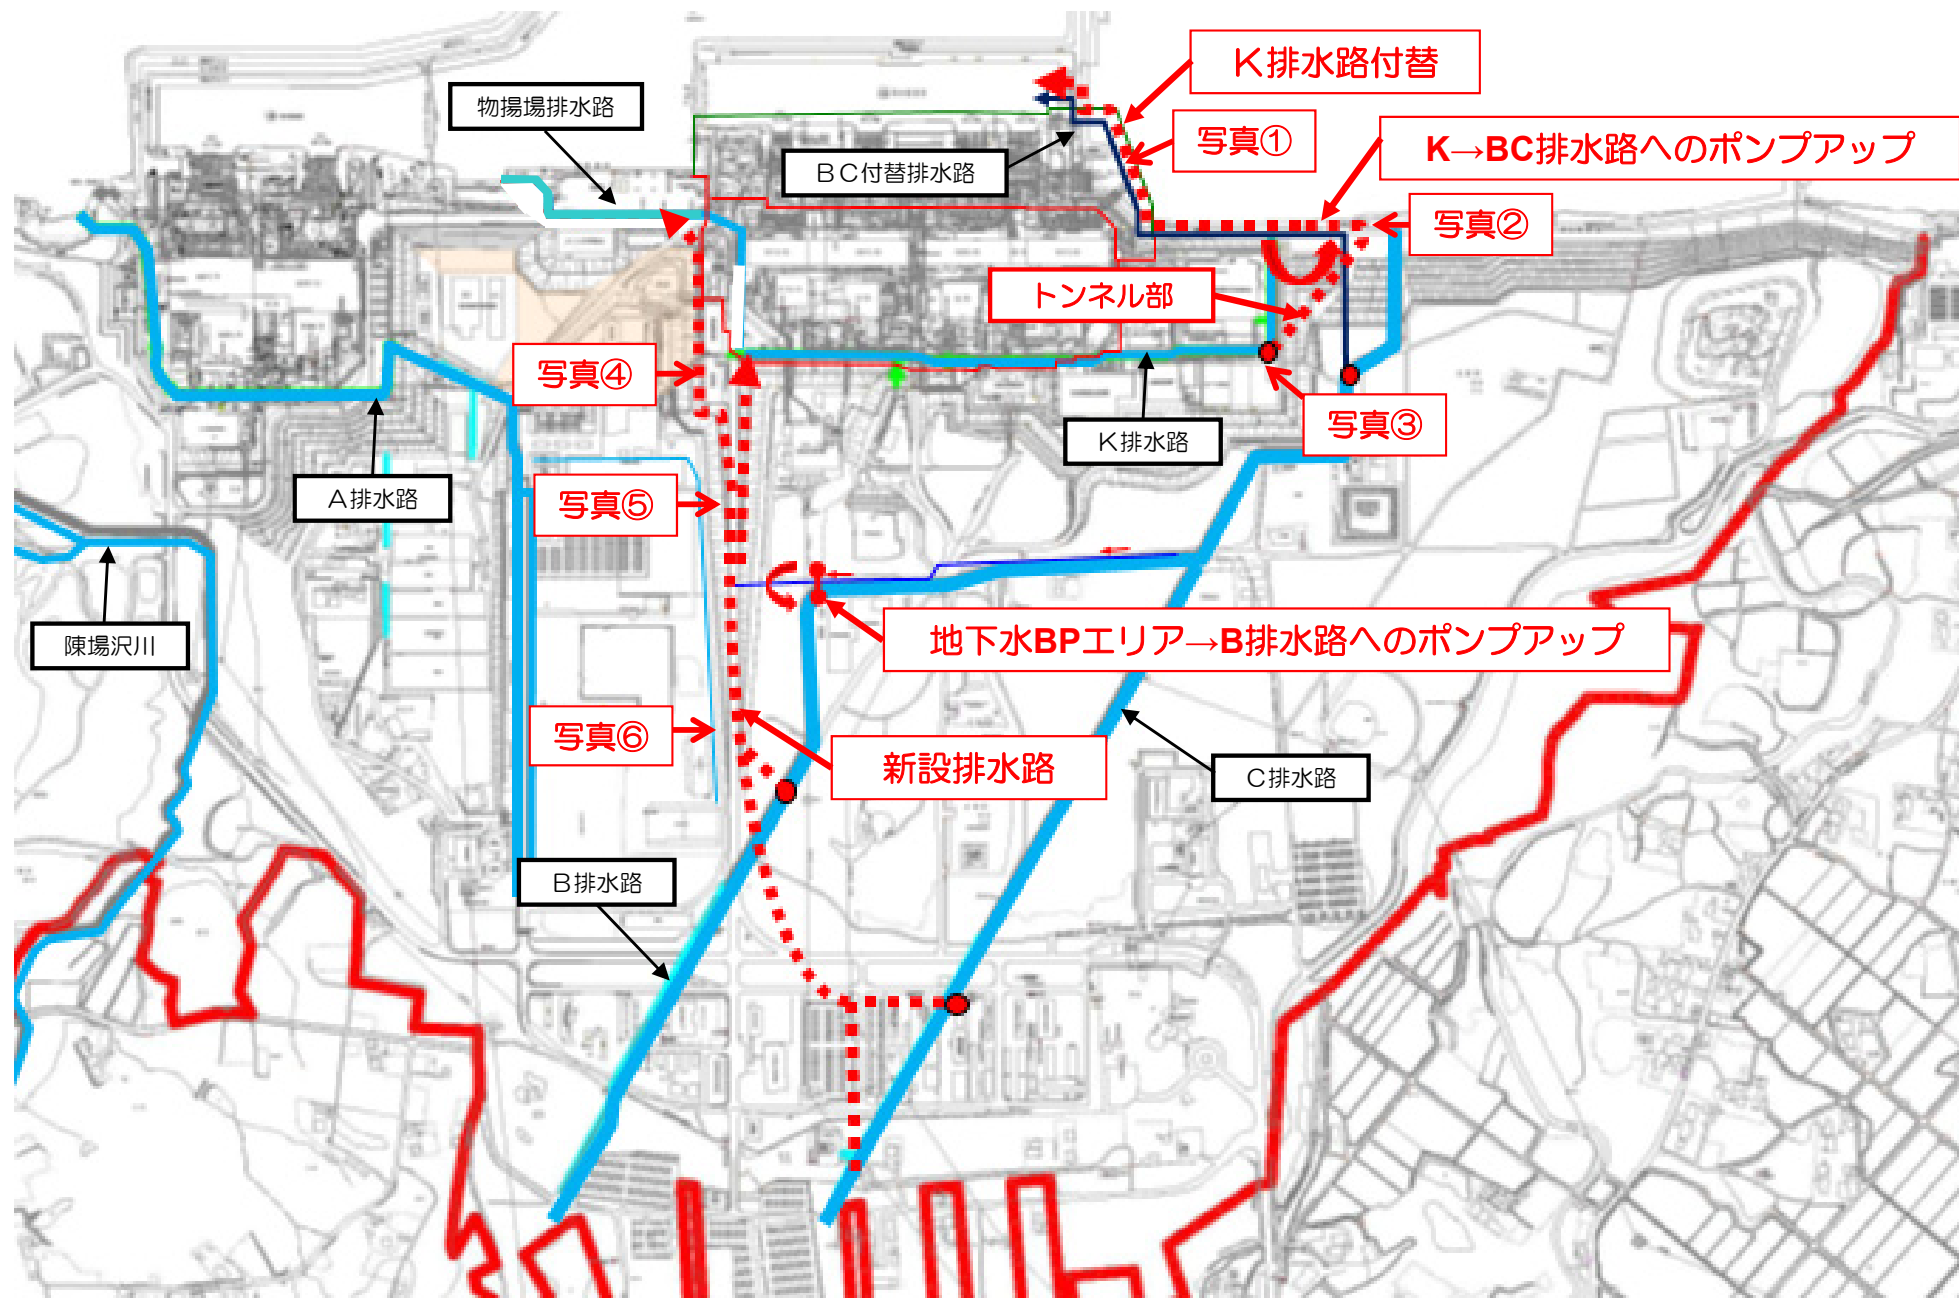 K排水路付替
物揚場排水路
写真①
BC付替排水路
K→BC排水路へのポンプアップ
写真②
トンネル部
写真④
写真③
K排水路
A排水路
写真⑤
陳場沢川
地下水BPエリア→B排水路へのポンプアップ
写真⑥
新設排水路
C排水路
B排水路